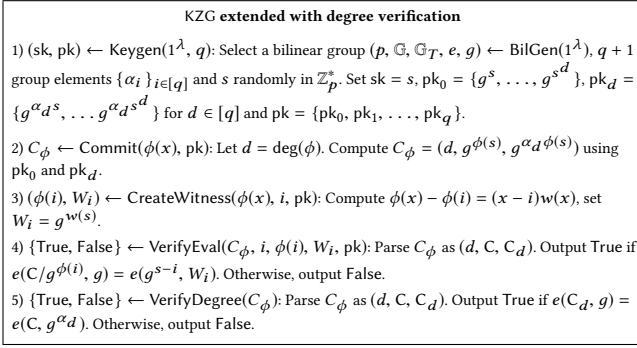 KZG extended with degree verification
1) (sk, pk) ← Keygen(1^λ, q): Select a bilinear group (p, 𝔾, 𝔾_T, e, g) ← BilGen(1^λ), q + 1
group elements {α_i}_{i∈[q]} and s randomly in ℤ_p^*. Set sk = s, pk_0 = {g^s, . . . , g^{s^d}}, pk_d =
{g^{α_d s}, . . . g^{α_d s^d}} for d ∈ [q] and pk = {pk_0, pk_1, . . . , pk_q}.
2) C_ϕ ← Commit(ϕ(x), pk): Let d = deg(ϕ). Compute C_ϕ = (d, g^{ϕ(s)}, g^{α_d ϕ(s)}) using
pk_0 and pk_d.
3) (ϕ(i), W_i) ← CreateWitness(ϕ(x), i, pk): Compute ϕ(x) − ϕ(i) = (x − i)w(x), set
W_i = g^{w(s)}.
4) {True, False} ← VerifyEval(C_ϕ, i, ϕ(i), W_i, pk): Parse C_ϕ as (d, C, C_d). Output True if
e(C/g^{ϕ(i)}, g) = e(g^{s−i}, W_i). Otherwise, output False.
5) {True, False} ← VerifyDegree(C_ϕ): Parse C_ϕ as (d, C, C_d). Output True if e(C_d, g) =
e(C, g^{α_d}). Otherwise, output False.